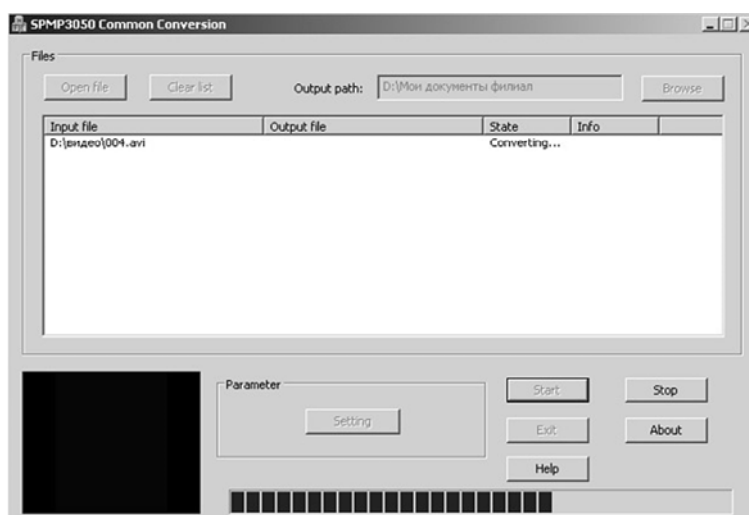 SPMP3050 Common Conversion
Files
Open file Clear list Output path: D:\Мои документы филиал Browse
Input file Output file State Info
D:\видео\004.avi Converting...
Parameter
Setting
Start Stop
Exit About
Help